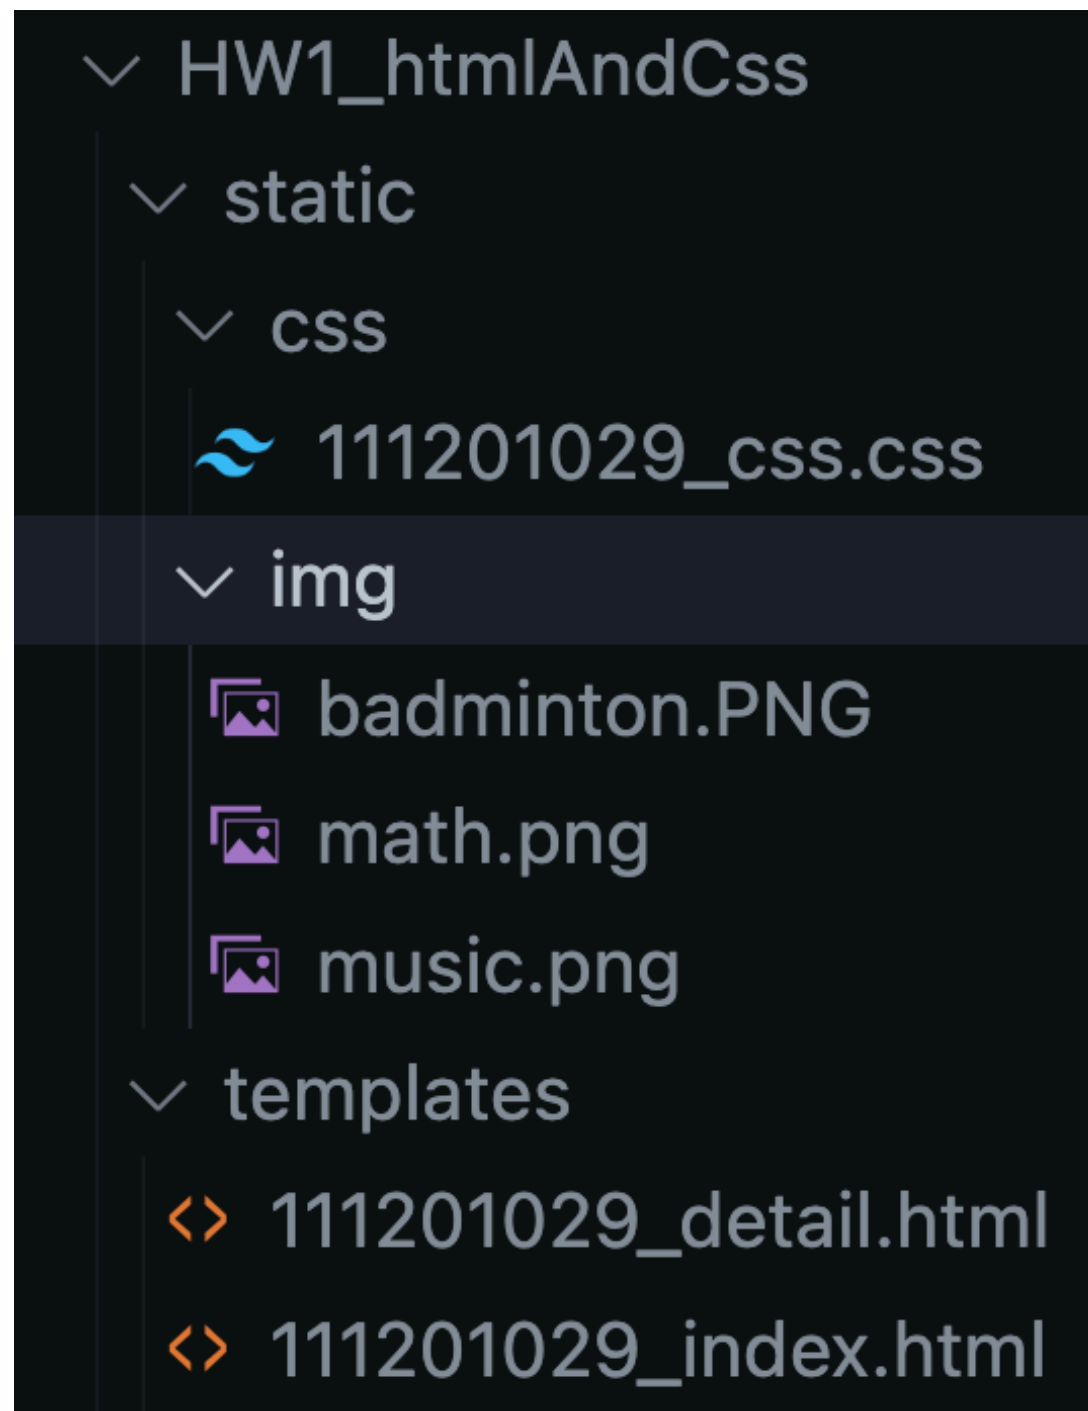 HW1_htmlAndCss
static
css
111201029_css.css
img
badminton.PNG
math.png
music.png
templates
111201029_detail.html
111201029_index.html